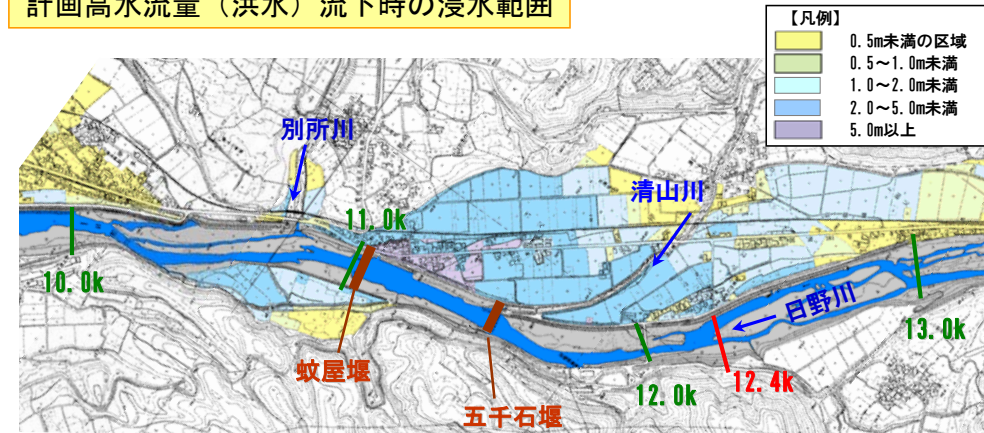 計画高水流量（洪水）流下時の浸水範囲
【凡例】
0.5m未満の区域
0.5～1.0m未満
1.0～2.0m未満
2.0～5.0m未満
5.0m以上
別所川
清山川
11.0k
10.0k
日野川
13.0k
蚊屋堰
12.0k
12.4k
五千石堰